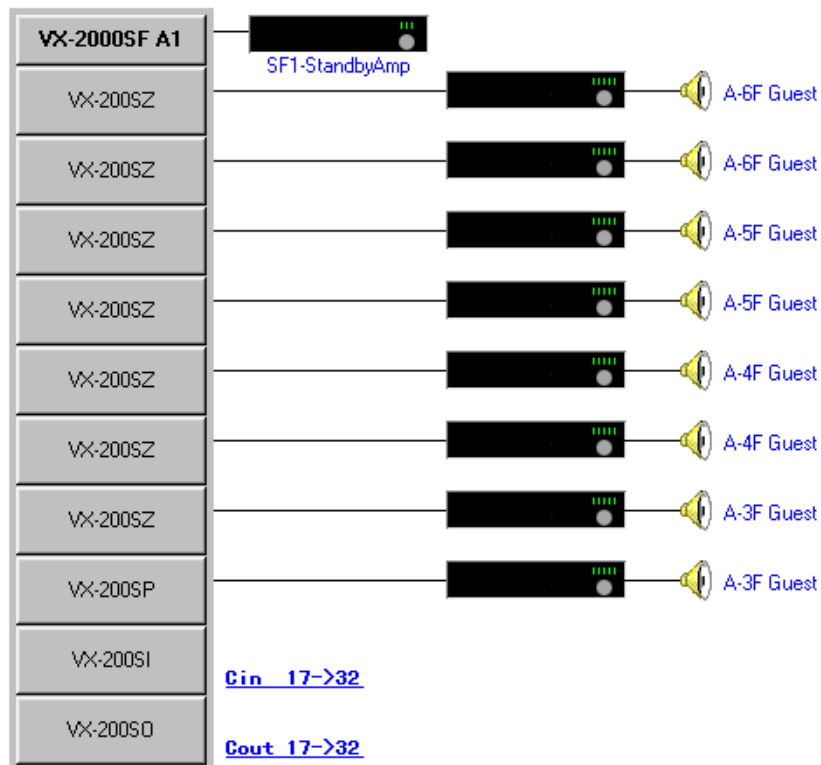 VX-2000SF A1
SF1-StandbyAmp
VX-200SZ A-6F Guest
VX-200SZ A-6F Guest
VX-200SZ A-5F Guest
VX-200SZ A-5F Guest
VX-200SZ A-4F Guest
VX-200SZ A-4F Guest
VX-200SZ A-3F Guest
VX-200SP A-3F Guest
VX-200SI Cin 17->32
VX-200SO Cout 17->32